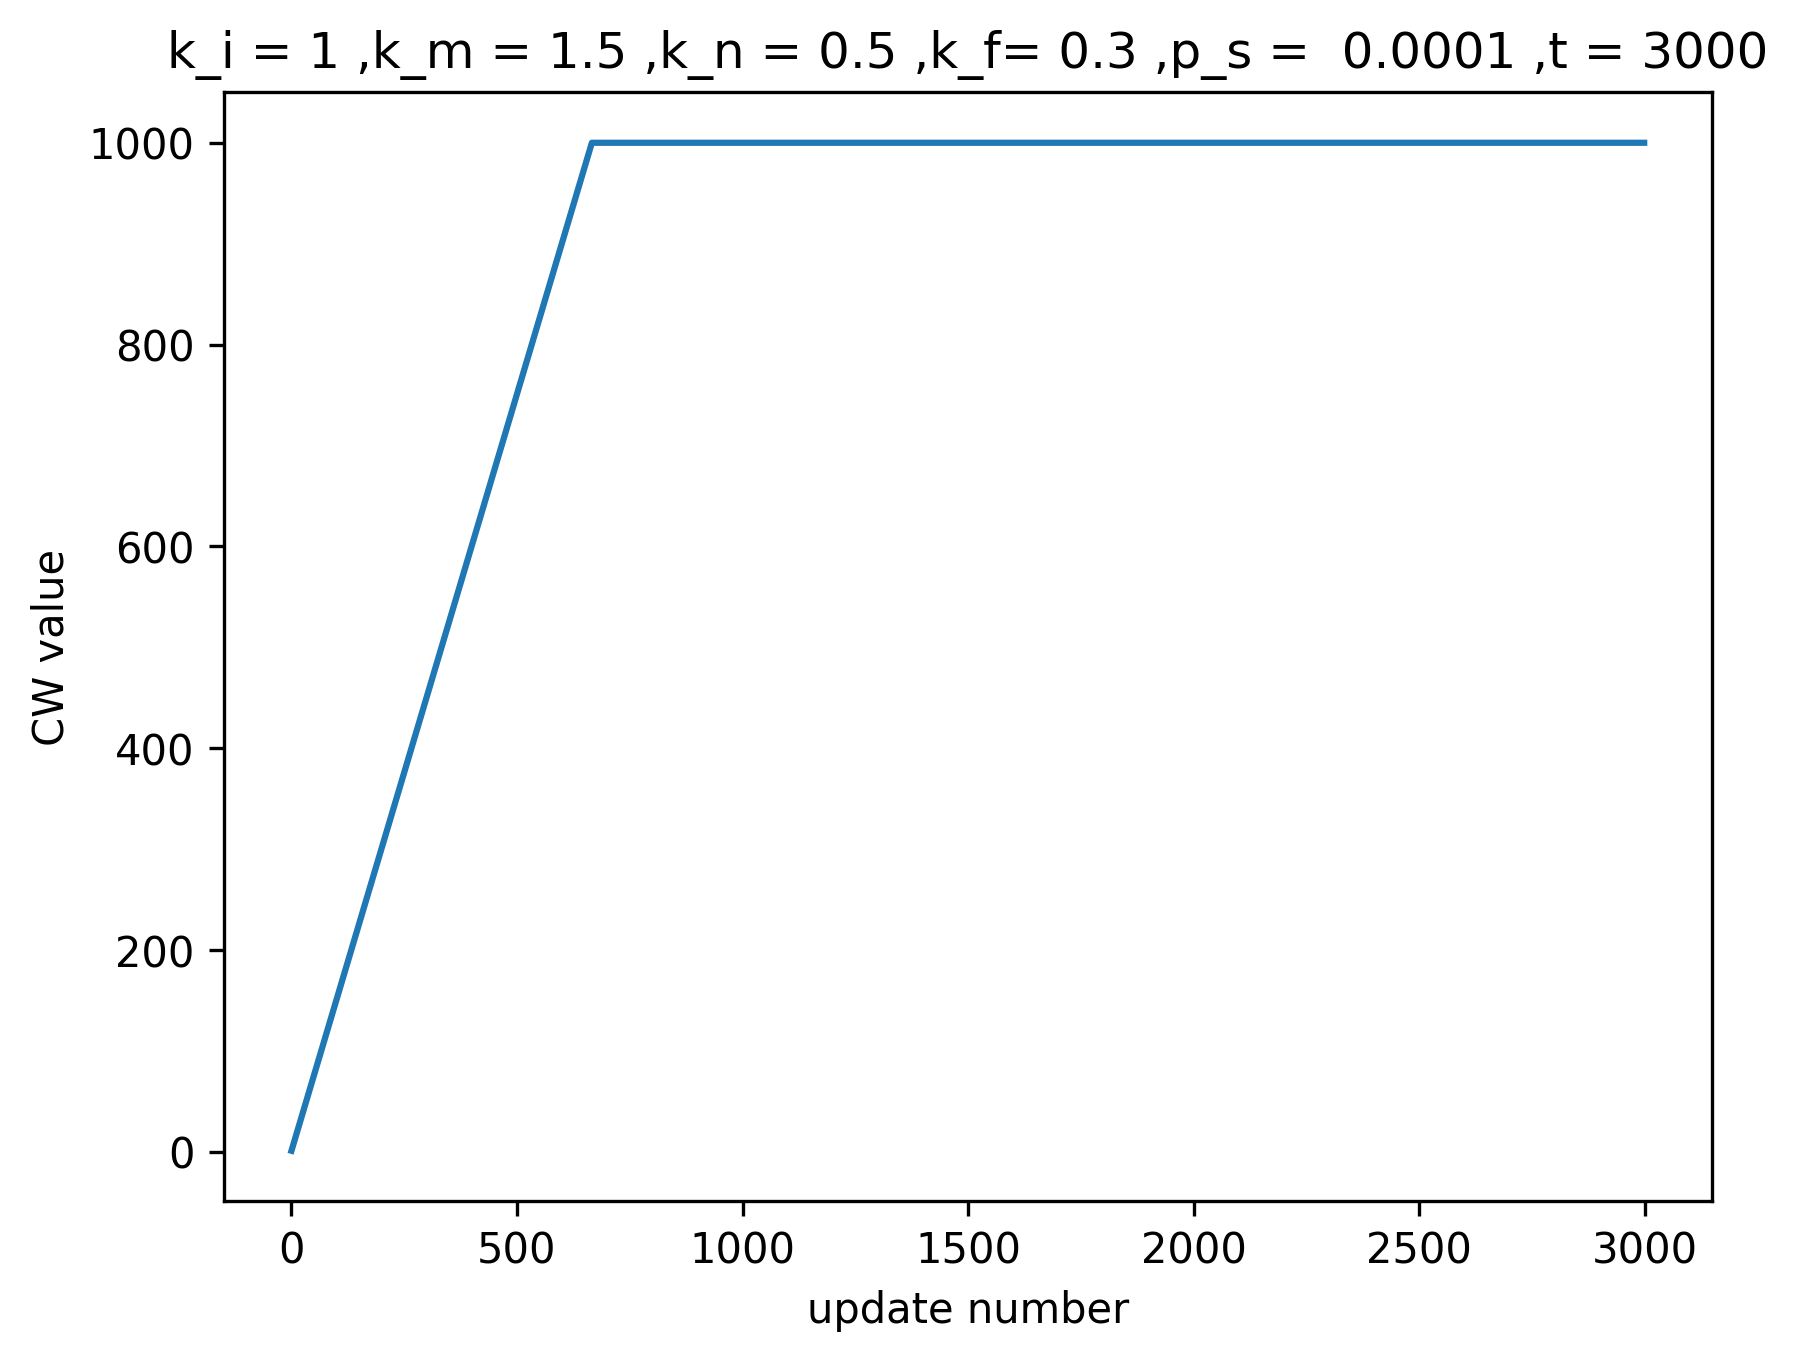 k_i = 1 ,k_m = 1.5 ,k_n = 0.5 ,k_f= 0.3 ,p_s =  0.0001 ,t = 3000
1000
800
600
400
200
0
CW value
0 500 1000 1500 2000 2500 3000
update number